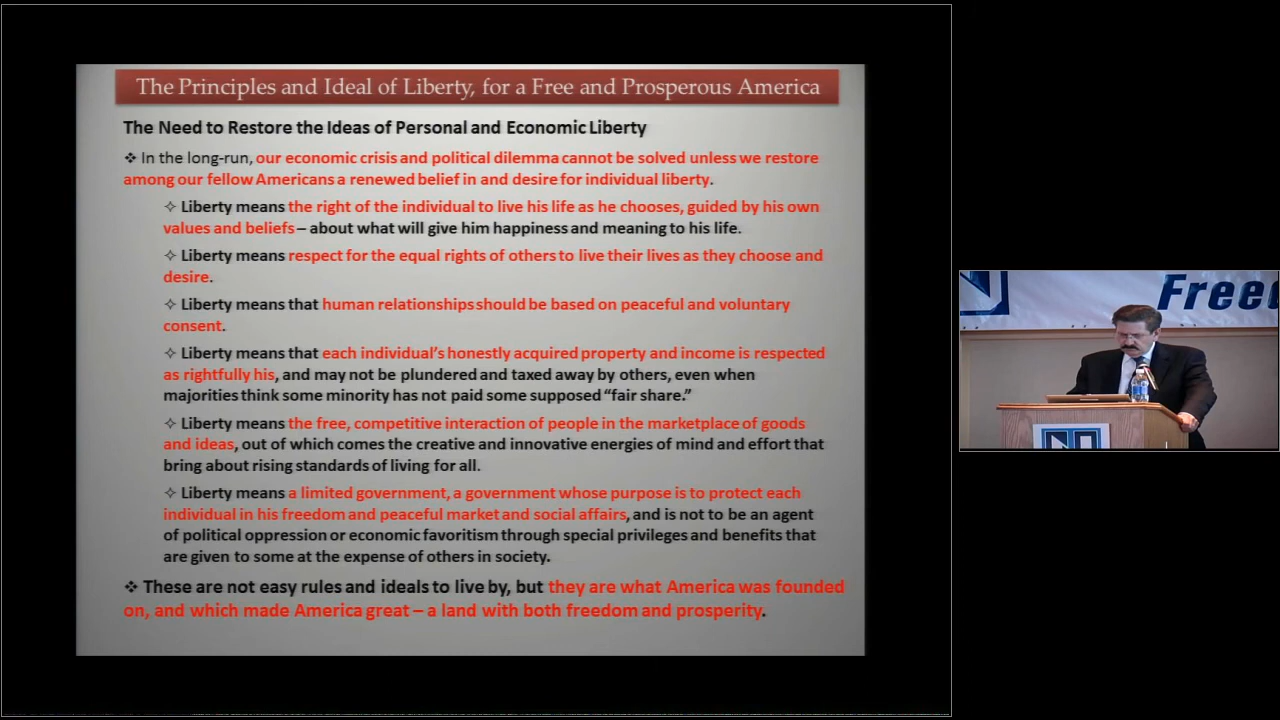 The Principles and Ideal of Liberty, for a Free and Prosperous America
The Need to Restore the Ideas of Personal and Economic Liberty
❖ In the long-run, our economic crisis and political dilemma cannot be solved unless we restore
among our fellow Americans a renewed belief in and desire for individual liberty.
✧ Liberty means the right of the individual to live his life as he chooses, guided by his own
values and beliefs – about what will give him happiness and meaning to his life.
✧ Liberty means respect for the equal rights of others to live their lives as they choose and
desire.
✧ Liberty means that human relationships should be based on peaceful and voluntary
consent.
✧ Liberty means that each individual’s honestly acquired property and income is respected
as rightfully his, and may not be plundered and taxed away by others, even when
majorities think some minority has not paid some supposed “fair share.”
✧ Liberty means the free, competitive interaction of people in the marketplace of goods
and ideas, out of which comes the creative and innovative energies of mind and effort that
bring about rising standards of living for all.
✧ Liberty means a limited government, a government whose purpose is to protect each
individual in his freedom and peaceful market and social affairs, and is not to be an agent
of political oppression or economic favoritism through special privileges and benefits that
are given to some at the expense of others in society.
❖ These are not easy rules and ideals to live by, but they are what America was founded
on, and which made America great – a land with both freedom and prosperity.